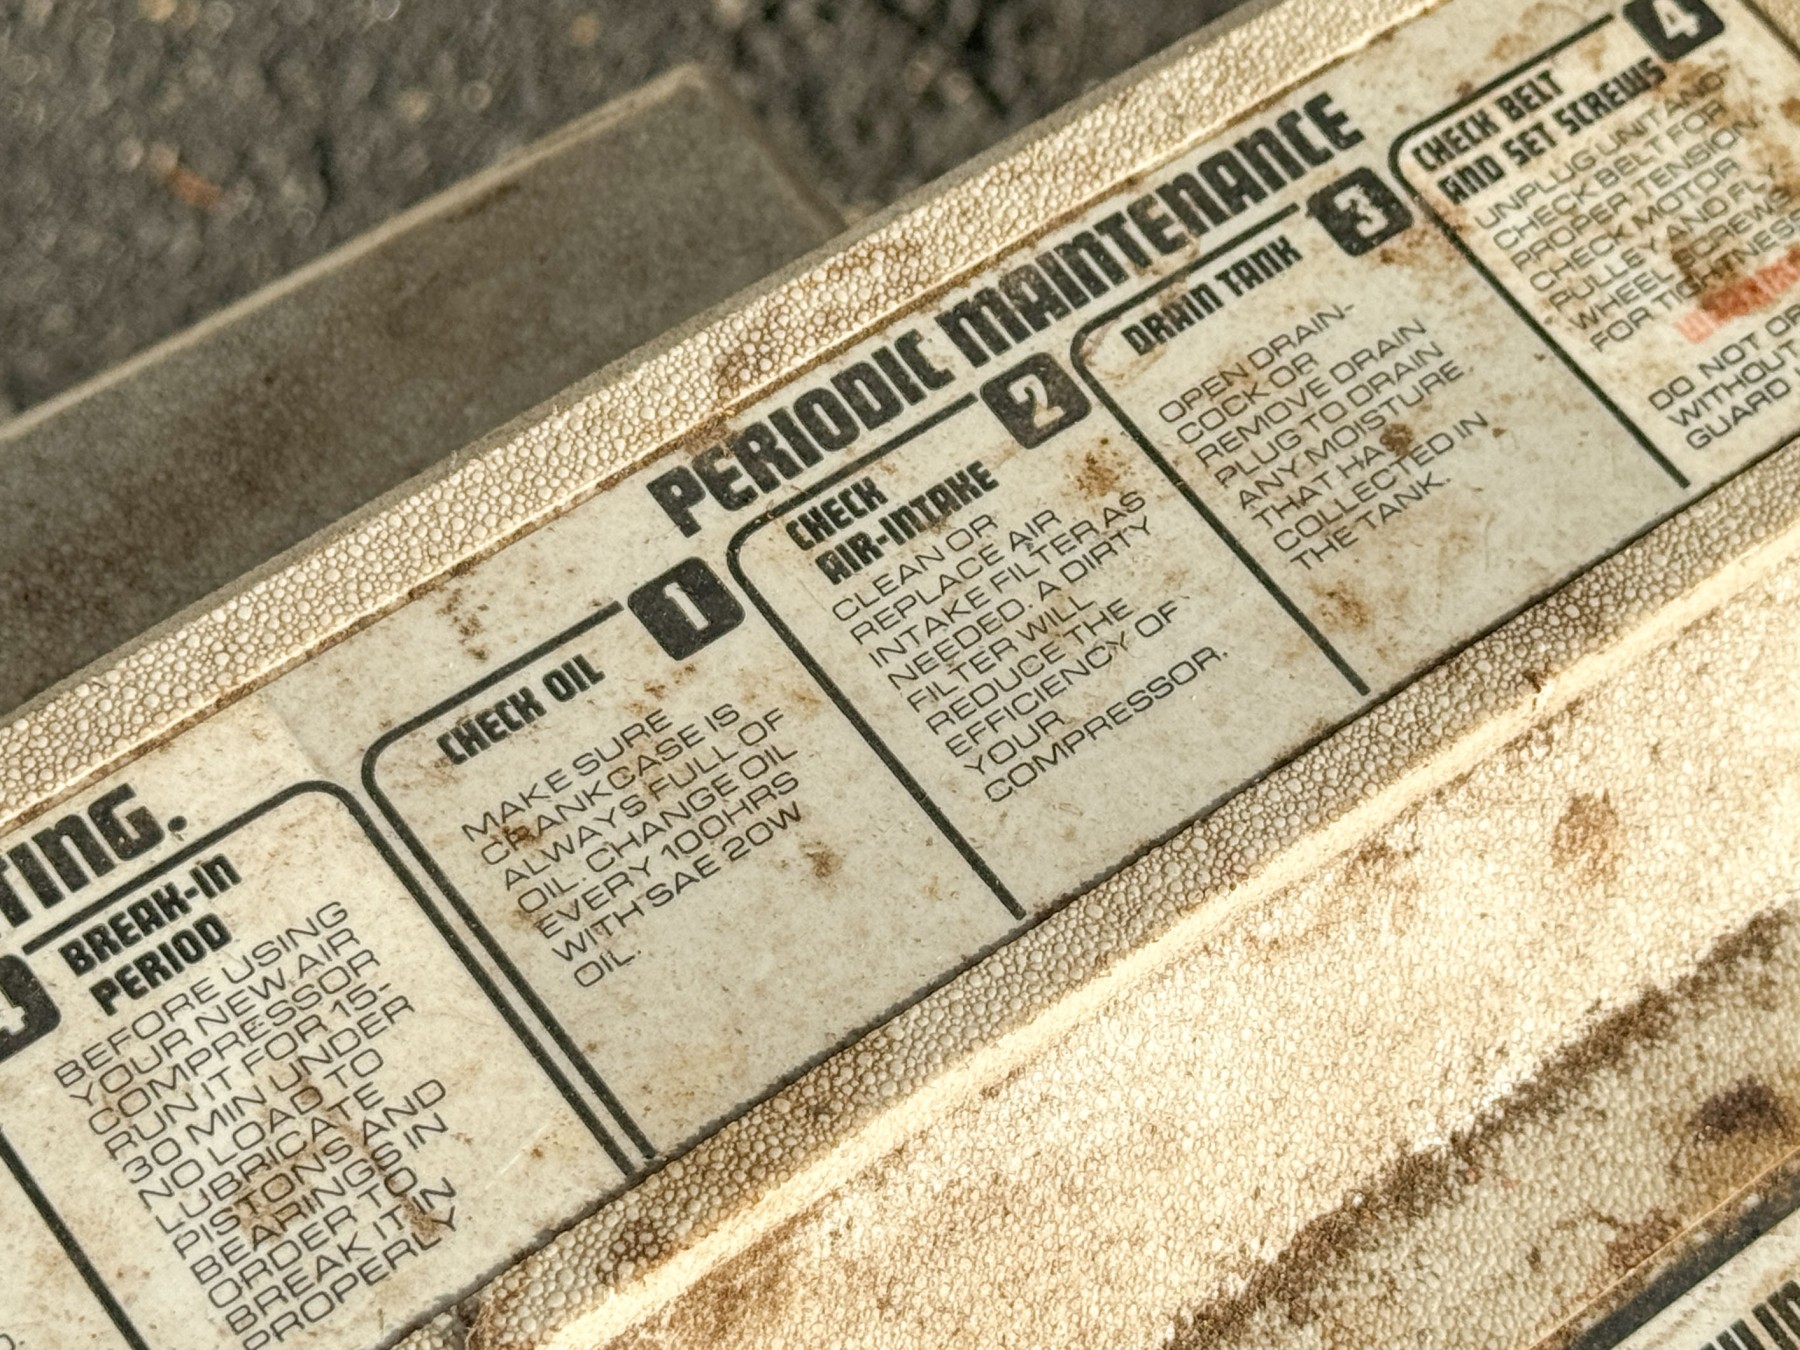 TING.
4
BREAK-IN
PERIOD
BEFORE USING
YOUR NEW AIR
COMPRESSOR
RUN IT FOR 15-
30 MIN UNDER
NO LOAD TO
LUBRICATE
PISTONS AND
BEARINGS IN
ORDER TO
BREAK IT IN
PROPERLY
PERIODIC MAINTENANCE
1
CHECK OIL
MAKE SURE
CRANKCASE IS
ALWAYS FULL OF
OIL. CHANGE OIL
EVERY 100HRS
WITH SAE 20W
OIL.
2
CHECK
AIR-INTAKE
CLEAN OR
REPLACE AIR
INTAKE FILTER AS
NEEDED. A DIRTY
FILTER WILL
REDUCE THE
EFFICIENCY OF
YOUR
COMPRESSOR.
3
DRAIN TANK
OPEN DRAIN-
COCK OR
REMOVE DRAIN
PLUG TO DRAIN
ANY MOISTURE
THAT HAS
COLLECTED IN
THE TANK.
4
CHECK BELT
AND SET SCREWS
UNPLUG UNIT AND
CHECK BELT FOR
PROPER TENSION.
CHECK MOTOR
PULLEY AND FLY
WHEEL SCREWS
FOR TIGHTNESS
DO NOT
WITHOUT
GUARD